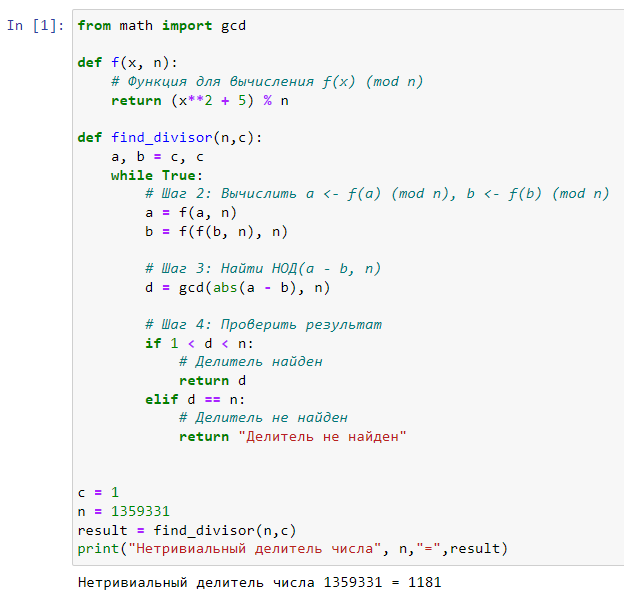 In [1]: from math import gcd
def f(x, n):
# Функция для вычисления f(x) (mod n)
return (x**2 + 5) % n
def find_divisor(n,c):
a, b = c, c
while True:
# Шаг 2: Вычислить a <- f(a) (mod n), b <- f(b) (mod n)
a = f(a, n)
b = f(f(b, n), n)
# Шаг 3: Найти НОД(a - b, n)
d = gcd(abs(a - b), n)
# Шаг 4: Проверить результат
if 1 < d < n:
# Делитель найден
return d
elif d == n:
# Делитель не найден
return "Делитель не найден"
c = 1
n = 1359331
result = find_divisor(n,c)
print("Нетривиальный делитель числа", n,"=",result)
Нетривиальный делитель числа 1359331 = 1181